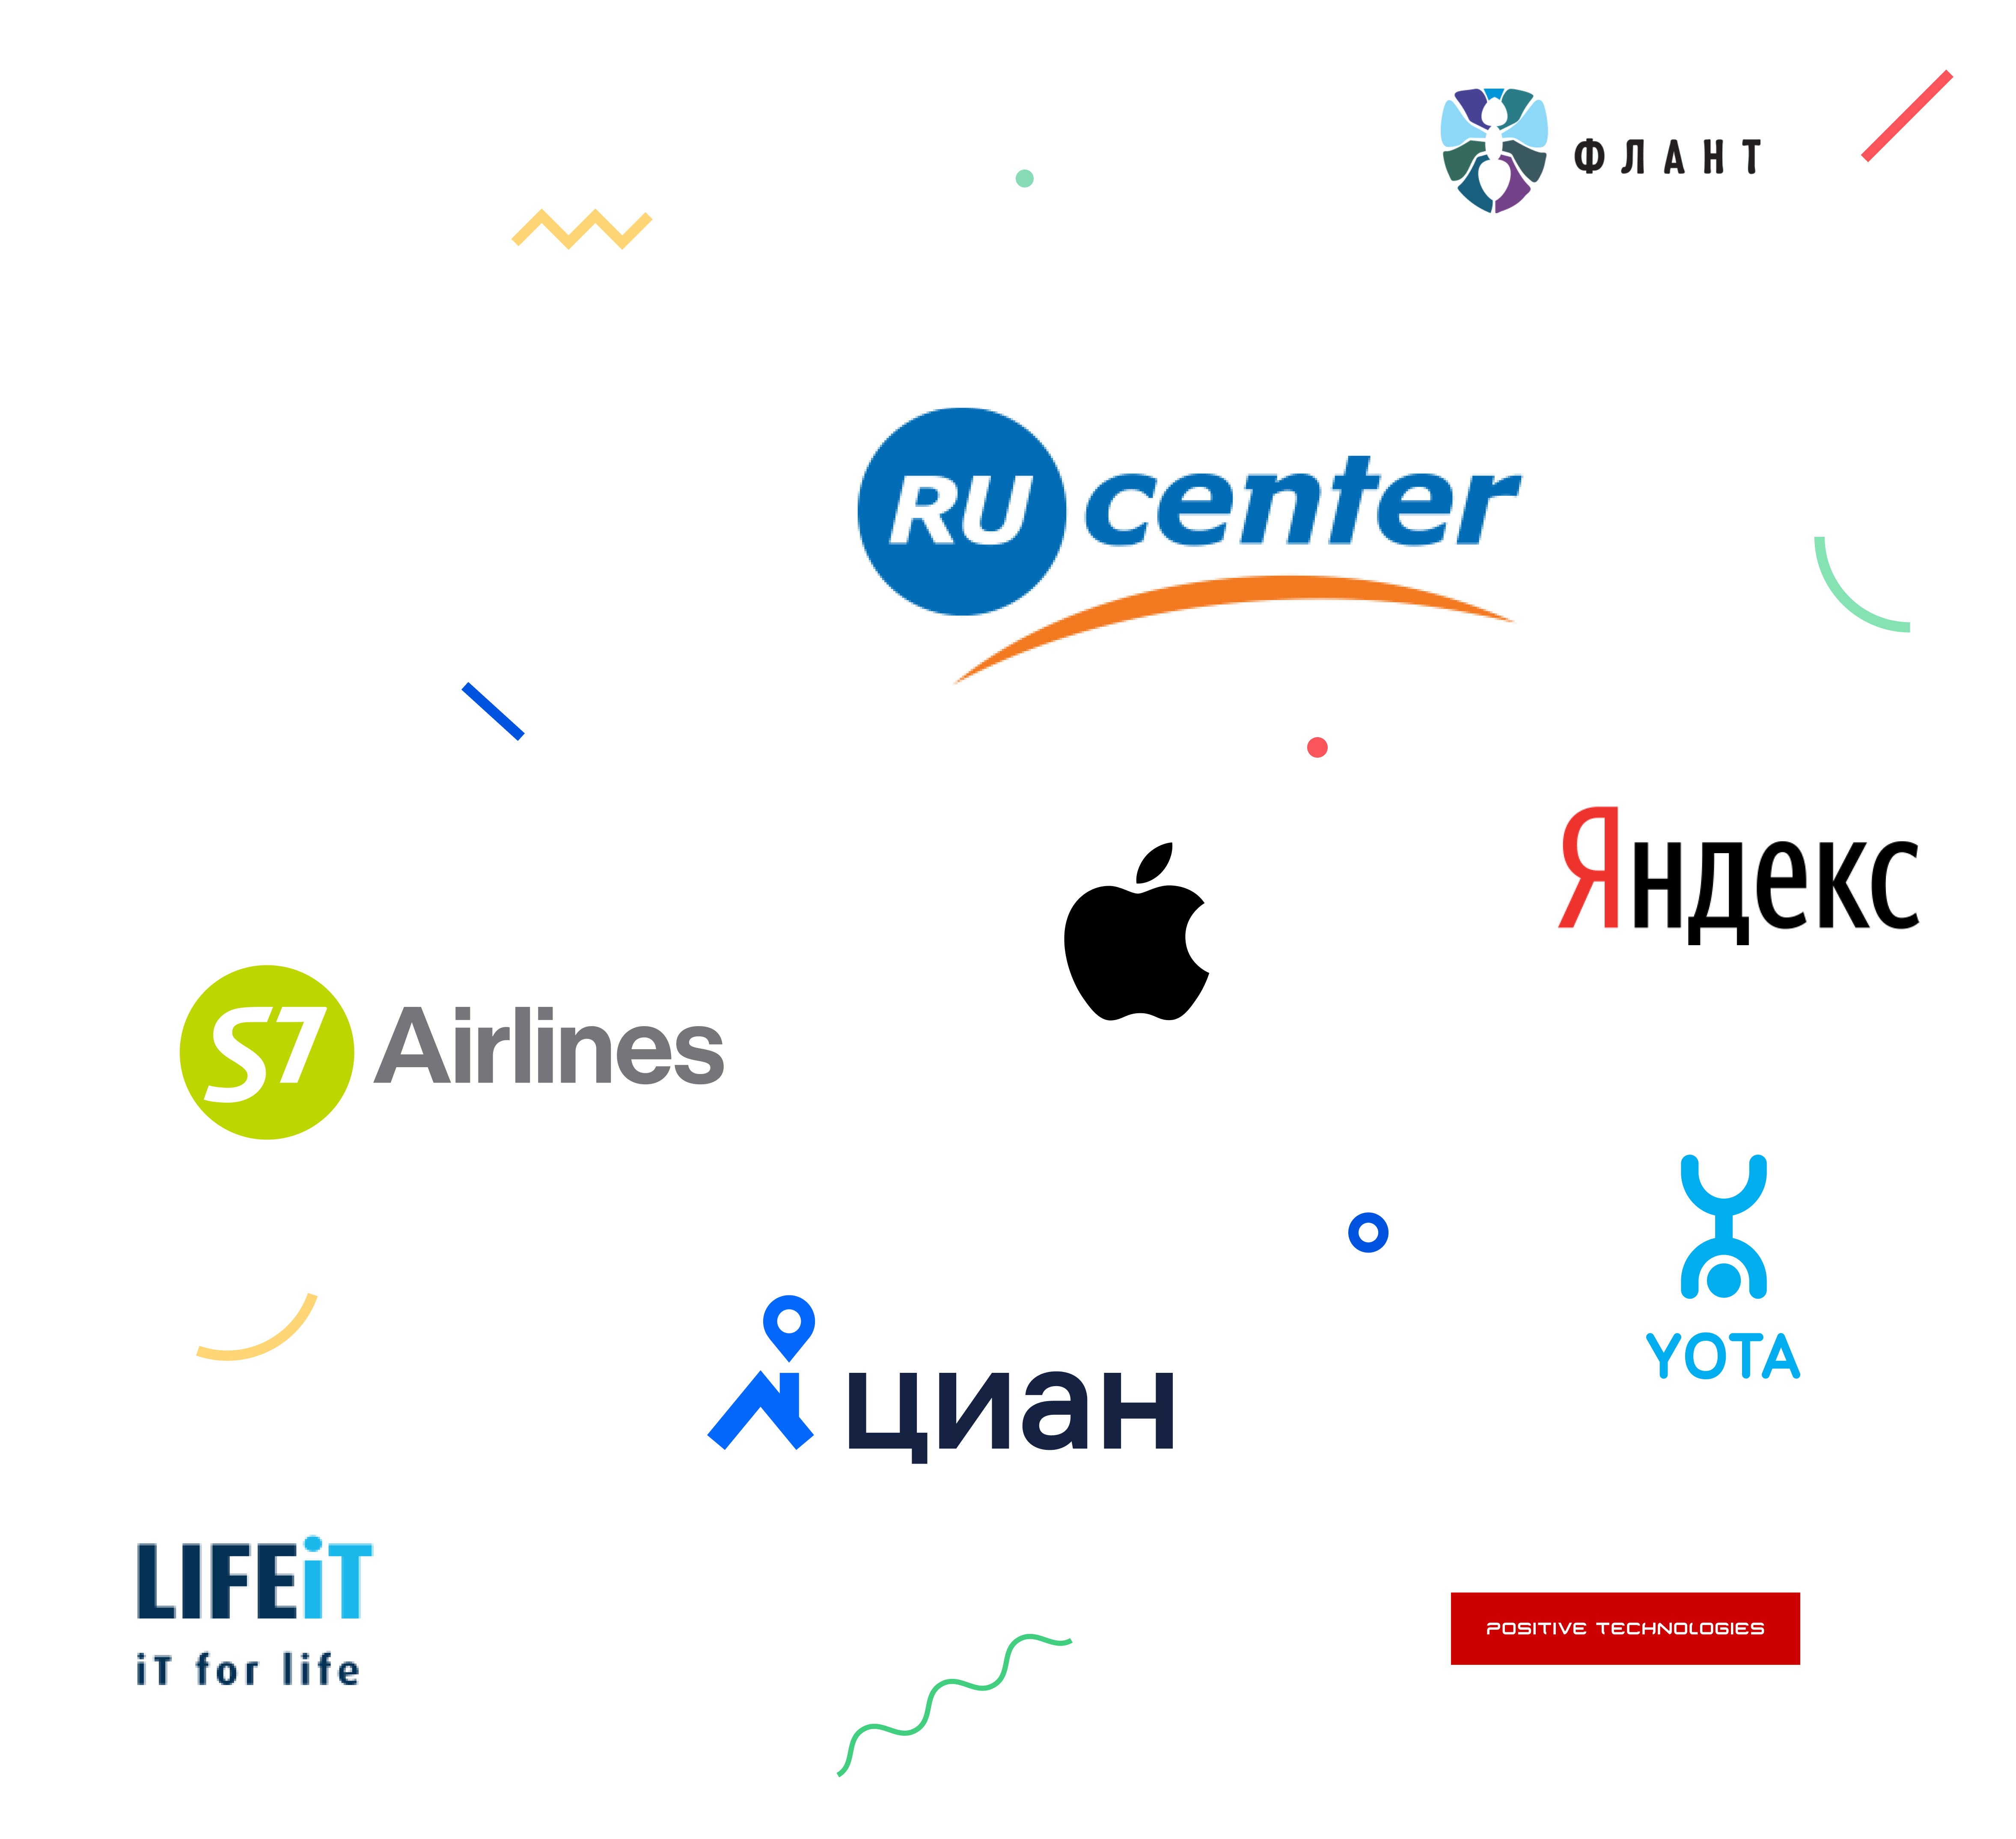 ФЛАНТ
RU center
Яндекс
S7 Airlines
YOTA
циан
LIFEiT
iT for life
POSITIVE TECHNOLOGIES